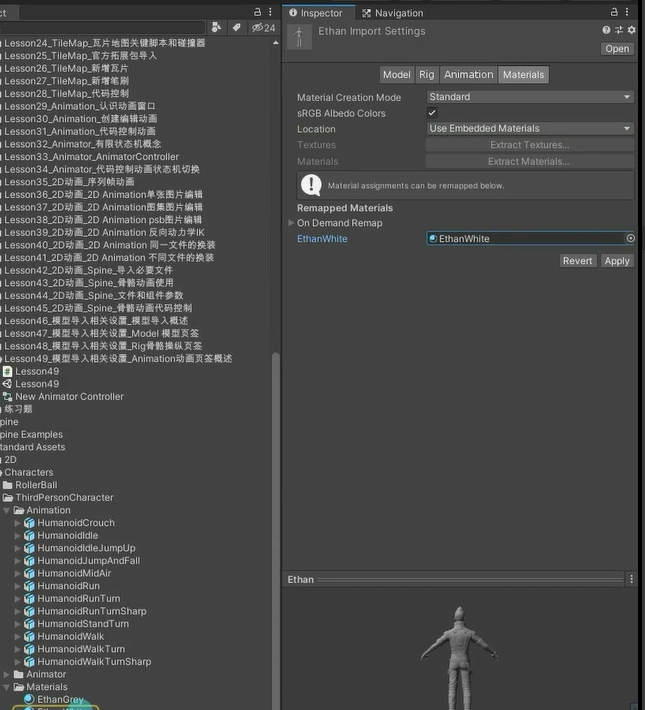 ct
24
Lesson24_TileMap_瓦片地图关键脚本和碰撞器
Lesson25_TileMap_官方拓展包导入
Lesson26_TileMap_新增瓦片
Lesson27_TileMap_新增笔刷
Lesson28_TileMap_代码控制
Lesson29_Animation_认识动画窗口
Lesson30_Animation_创建编辑动画
Lesson31_Animation_代码控制动画
Lesson32_Animator_有限状态机概念
Lesson33_Animator_AnimatorController
Lesson34_Animator_代码控制动画状态机切换
Lesson35_2D动画_序列帧动画
Lesson36_2D动画_2D Animation单张图片编辑
Lesson37_2D动画_2D Animation图集图片编辑
Lesson38_2D动画_2D Animation psb图片编辑
Lesson39_2D动画_2D Animation 反向动力学IK
Lesson40_2D动画_2D Animation 同一文件的换装
Lesson41_2D动画_2D Animation 不同文件的换装
Lesson42_2D动画_Spine_导入必要文件
Lesson43_2D动画_Spine_骨骼动画使用
Lesson44_2D动画_Spine_文件和组件参数
Lesson45_2D动画_Spine_骨骼动画代码控制
Lesson46_模型导入相关设置_模型导入概述
Lesson47_模型导入相关设置_Model 模型页签
Lesson48_模型导入相关设置_Rig骨骼操纵页签
Lesson49_模型导入相关设置_Animation动画页签概述
Lesson49
Lesson49
New Animator Controller
练习题
pine
pine Examples
tandard Assets
2D
Characters
RollerBall
ThirdPersonCharacter
Animation
HumanoidCrouch
HumanoidIdle
HumanoidIdleJumpUp
HumanoidJumpAndFall
HumanoidMidAir
HumanoidRun
HumanoidRunTurn
HumanoidRunTurnSharp
HumanoidStandTurn
HumanoidWalk
HumanoidWalkTurn
HumanoidWalkTurnSharp
Animator
Materials
EthanGrey
Inspector
Navigation
Ethan Import Settings
Open
Model
Rig
Animation
Materials
Material Creation Mode
Standard
sRGB Albedo Colors
Location
Use Embedded Materials
Textures
Extract Textures...
Materials
Extract Materials...
Material assignments can be remapped below.
Remapped Materials
On Demand Remap
EthanWhite
EthanWhite
Revert
Apply
Ethan